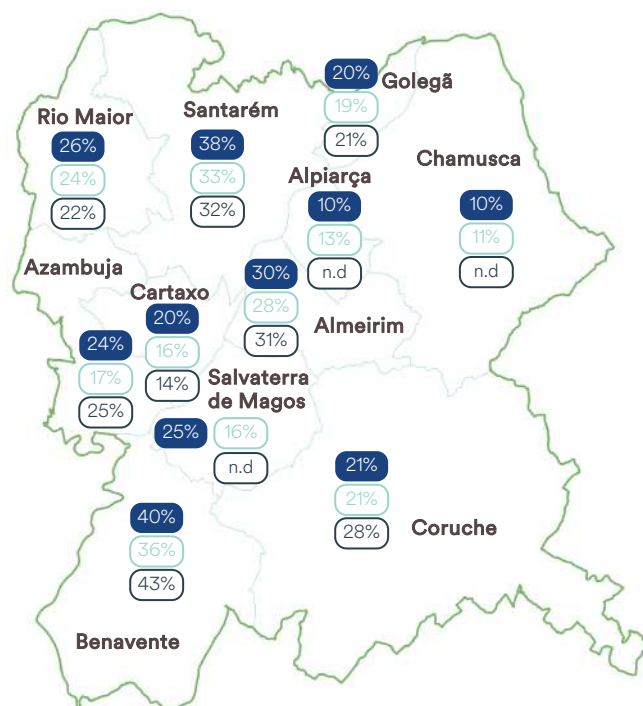 20%
Golegã
19%
21%
Santarém
38%
33%
32%
Rio Maior
26%
24%
22%
Chamusca
10%
11%
n.d
Alpiarça
10%
13%
n.d
Azambuja
24%
17%
25%
Cartaxo
20%
16%
14%
30%
28%
31%
Almeirim
Salvaterra
de Magos
25%
16%
n.d
21%
21%
28%
Coruche
40%
36%
43%
Benavente